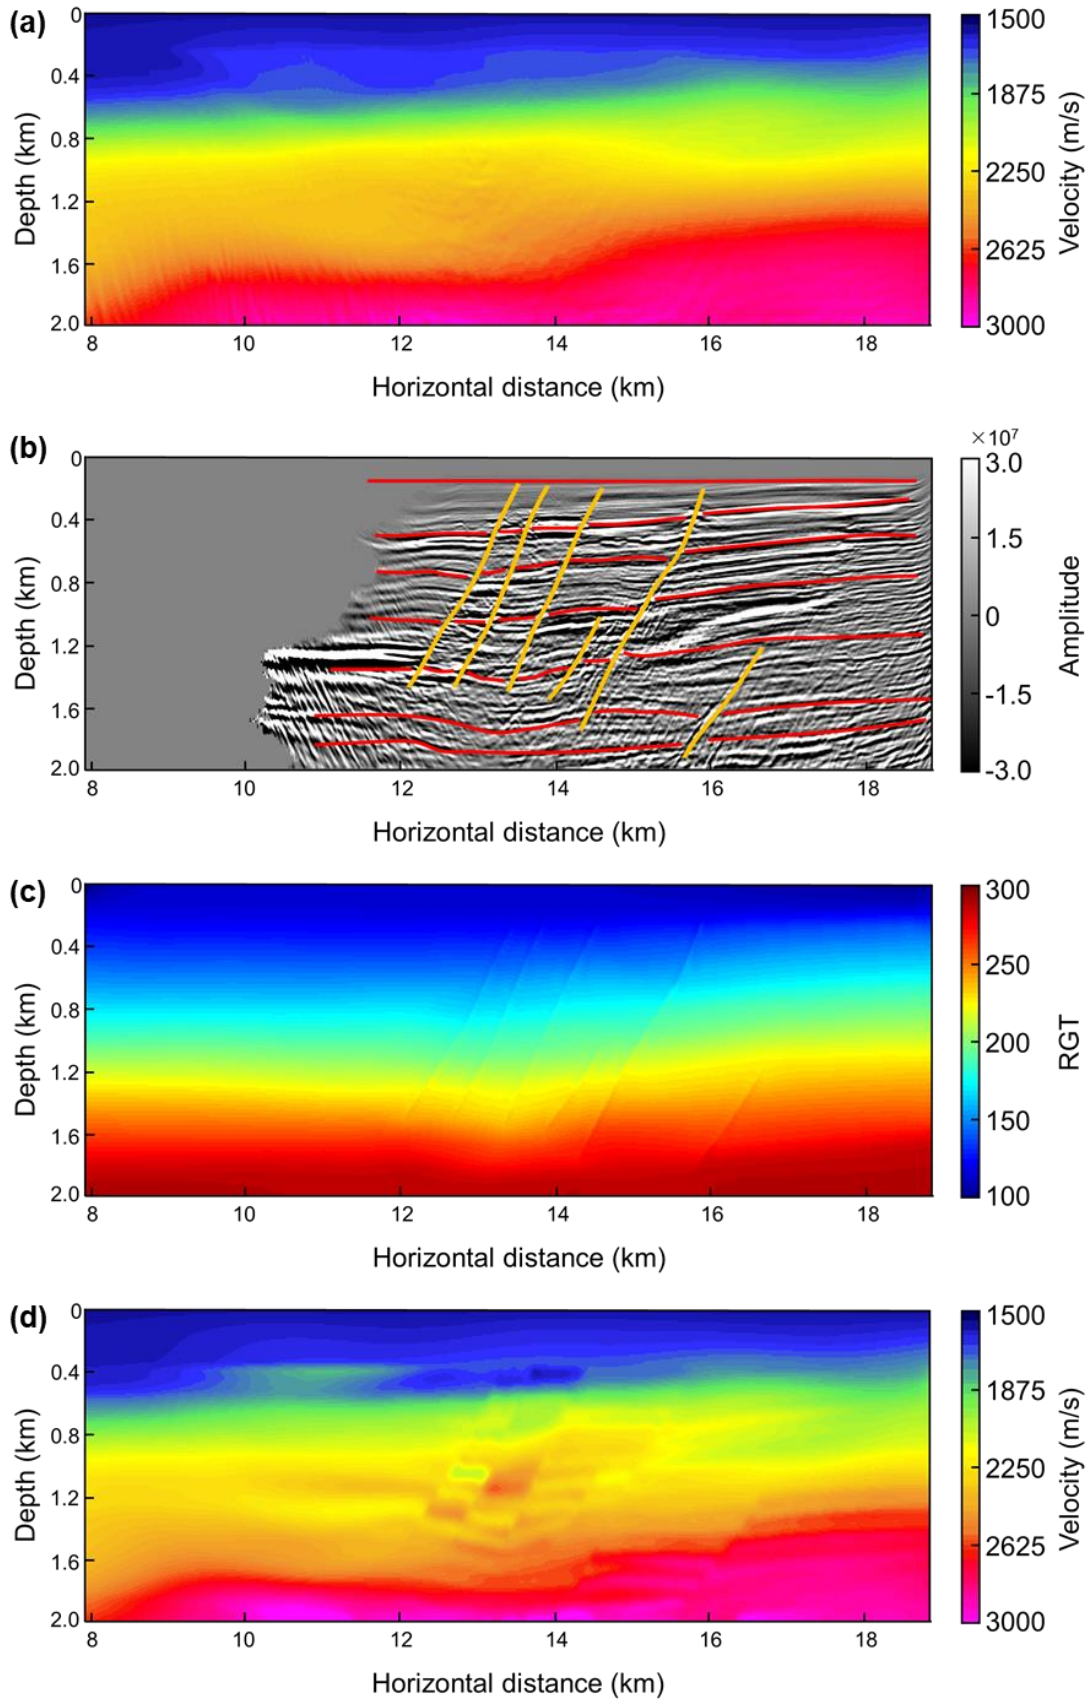 (a)
0
0.4
0.8
1.2
1.6
2.0
Depth (km)
8 10 12 14 16 18
Horizontal distance (km)
1500
1875
2250
2625
3000
Velocity (m/s)
(b)
0
0.4
0.8
1.2
1.6
2.0
Depth (km)
8 10 12 14 16 18
Horizontal distance (km)
×10⁷
3.0
1.5
0
-1.5
-3.0
Amplitude
(c)
0
0.4
0.8
1.2
1.6
2.0
Depth (km)
8 10 12 14 16 18
Horizontal distance (km)
300
250
200
150
100
RGT
(d)
0
0.4
0.8
1.2
1.6
2.0
Depth (km)
8 10 12 14 16 18
Horizontal distance (km)
1500
1875
2250
2625
3000
Velocity (m/s)